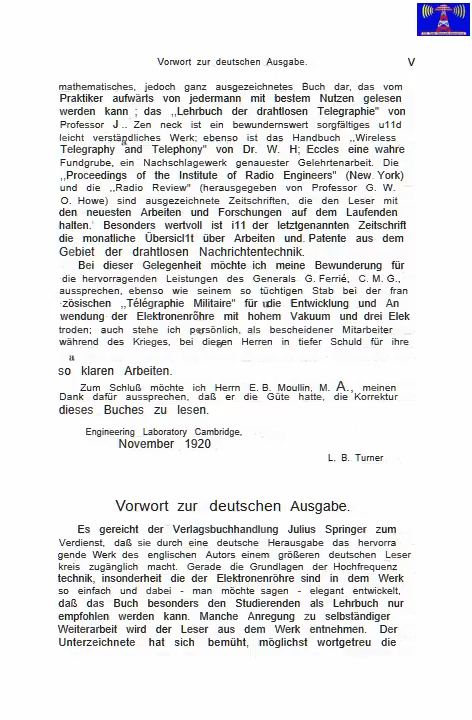 Vorwort zur deutschen Ausgabe. V
mathematisches, jedoch ganz ausgezeichnetes Buch dar, das vom
Praktiker aufwärts von jedermann mit bestem Nutzen gelesen
werden kann ; das ,,Lehrbuch der drahtlosen Telegraphie" von
Professor J .. Zen neck ist ein bewundernswert sorgfältiges u11d
leicht verständliches Werk; ebenso ist das Handbuch ,,Wireless
Telegraphy and Telephony" von Dr. W. H; Eccles eine wahre
Fundgrube, ein Nachschlagewerk genauester Gelehrtenarbeit. Die
,,Proceedings of the Institute of Radio Engineers" (New. York)
und die ,,Radio Review" (herausgegeben von Professor G. W.
O. Howe) sind ausgezeichnete Zeitschriften, die den Leser mit
den neuesten Arbeiten und Forschungen auf dem Laufenden
halten. Besonders wertvoll ist i11 der letztgenannten Zeitschrift
die monatliche Übersicl1t über Arbeiten und. Patente aus dem
Gebiet der drahtlosen Nachrichtentechnik.
Bei dieser Gelegenheit möchte ich meine Bewunderung für
die hervorragenden Leistungen des Generals G. Ferrié, C. M. G.,
aussprechen, ebenso wie seinem so tüchtigen Stab bei der fran
zösischen ,,Télégraphie Militaire" für die Entwicklung und An
wendung der Elektronenröhre mit hohem Vakuum und drei Elek
troden; auch stehe ich persönlich, als bescheidener Mitarbeiter
während des Krieges, bei diesen Herren in tiefer Schuld für ihre
a
so klaren Arbeiten.
Zum Schluß möchte ich Herrn E. B. Moullin, M. A., meinen
Dank dafür aussprechen, daß er die Güte hatte, die Korrektur
dieses Buches zu lesen.
Engineering Laboratory Cambridge,
November 1920
L. B. Turner
Vorwort zur deutschen Ausgabe.
Es gereicht der Verlagsbuchhandlung Julius Springer zum
Verdienst, daß sie durch eine deutsche Herausgabe das hervorra
gende Werk des englischen Autors einem größeren deutschen Leser
kreis zugänglich macht. Gerade die Grundlagen der Hochfrequenz
technik, insonderheit die der Elektronenröhre sind in dem Werk
so einfach und dabei - man möchte sagen - elegant entwickelt,
daß das Buch besonders den Studierenden als Lehrbuch nur
empfohlen werden kann. Manche Anregung zu selbständiger
Weiterarbeit wird der Leser aus dem Werk entnehmen. Der
Unterzeichnete hat sich bemüht, möglichst wortgetreu die